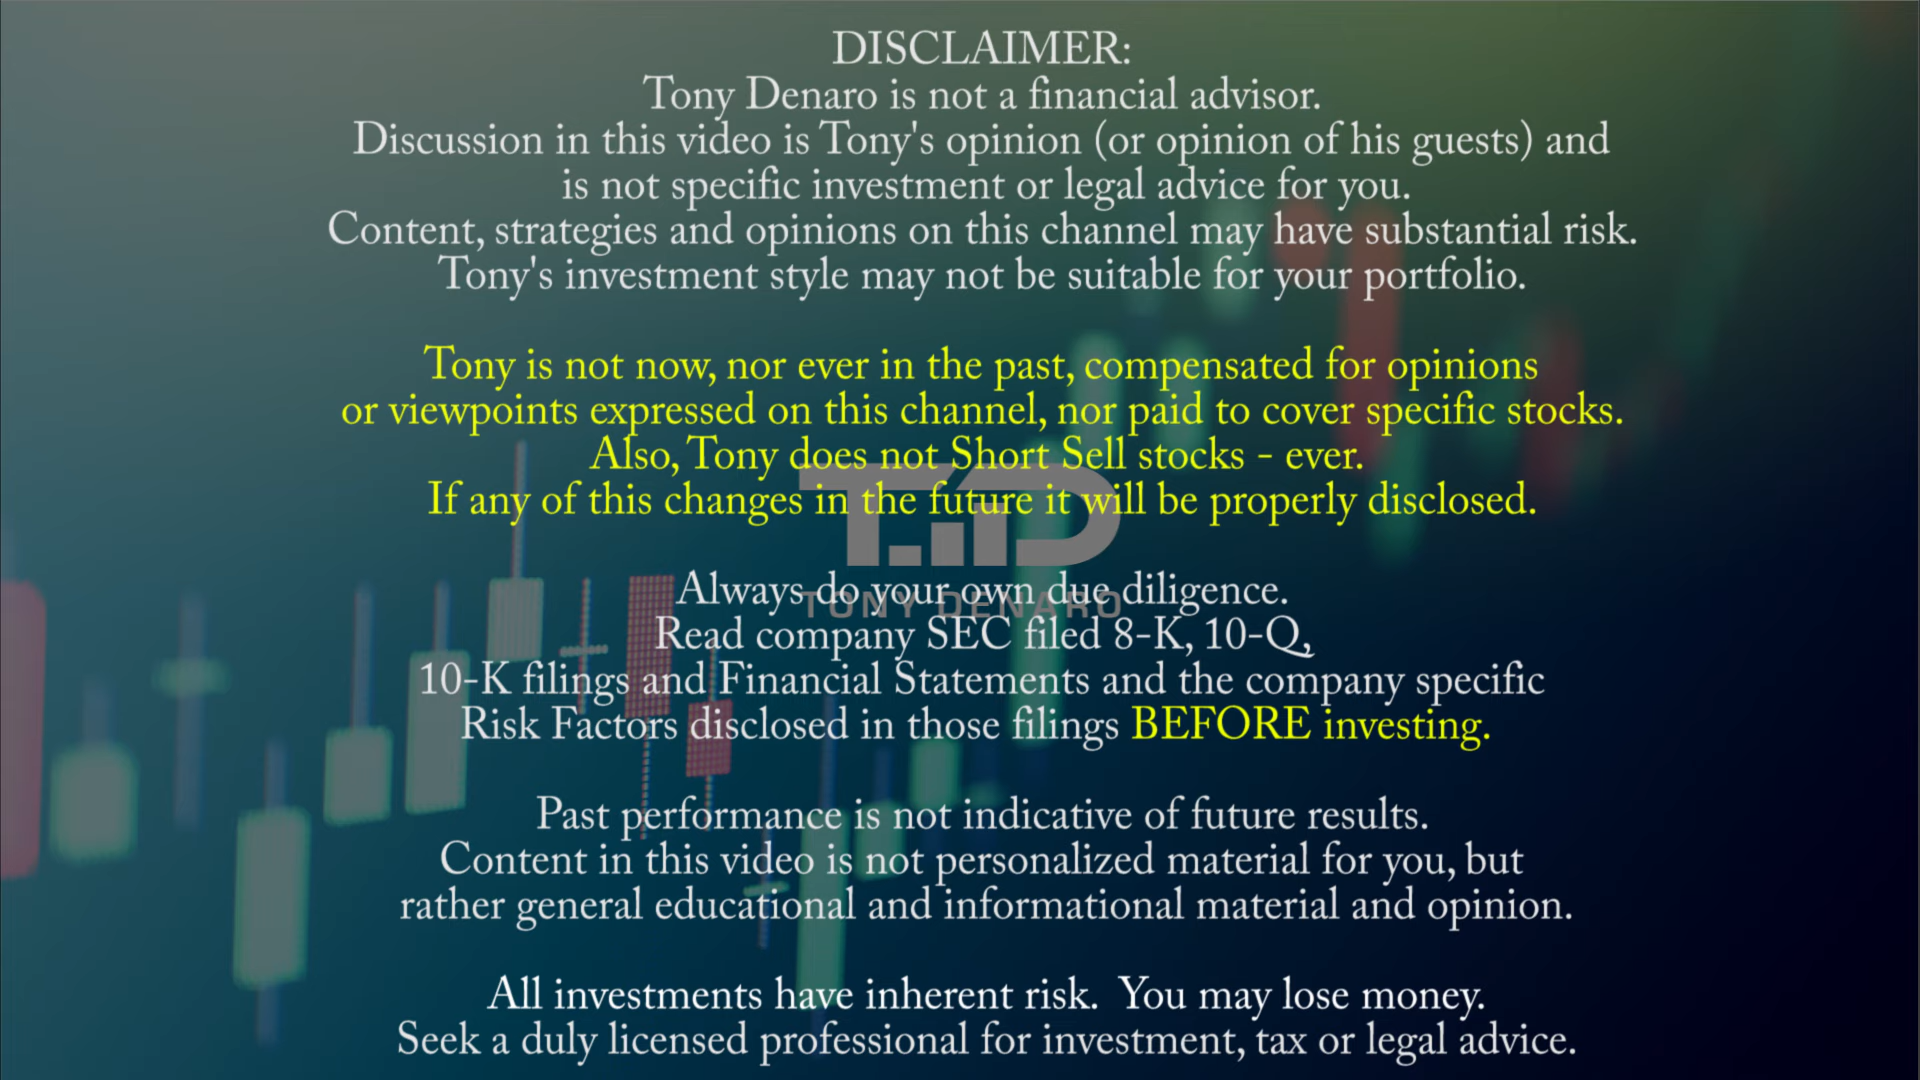 DISCLAIMER:
Tony Denaro is not a financial advisor.
Discussion in this video is Tony's opinion (or opinion of his guests) and
is not specific investment or legal advice for you.
Content, strategies and opinions on this channel may have substantial risk.
Tony's investment style may not be suitable for your portfolio.
Tony is not now, nor ever in the past, compensated for opinions
or viewpoints expressed on this channel, nor paid to cover specific stocks.
Also, Tony does not Short Sell stocks - ever.
If any of this changes in the future it will be properly disclosed.
T.D
Always do your own due diligence.
TONY DENARO
Read company SEC filed 8-K, 10-Q,
10-K filings and Financial Statements and the company specific
Risk Factors disclosed in those filings BEFORE investing.
Past performance is not indicative of future results.
Content in this video is not personalized material for you, but
rather general educational and informational material and opinion.
All investments have inherent risk.  You may lose money.
Seek a duly licensed professional for investment, tax or legal advice.